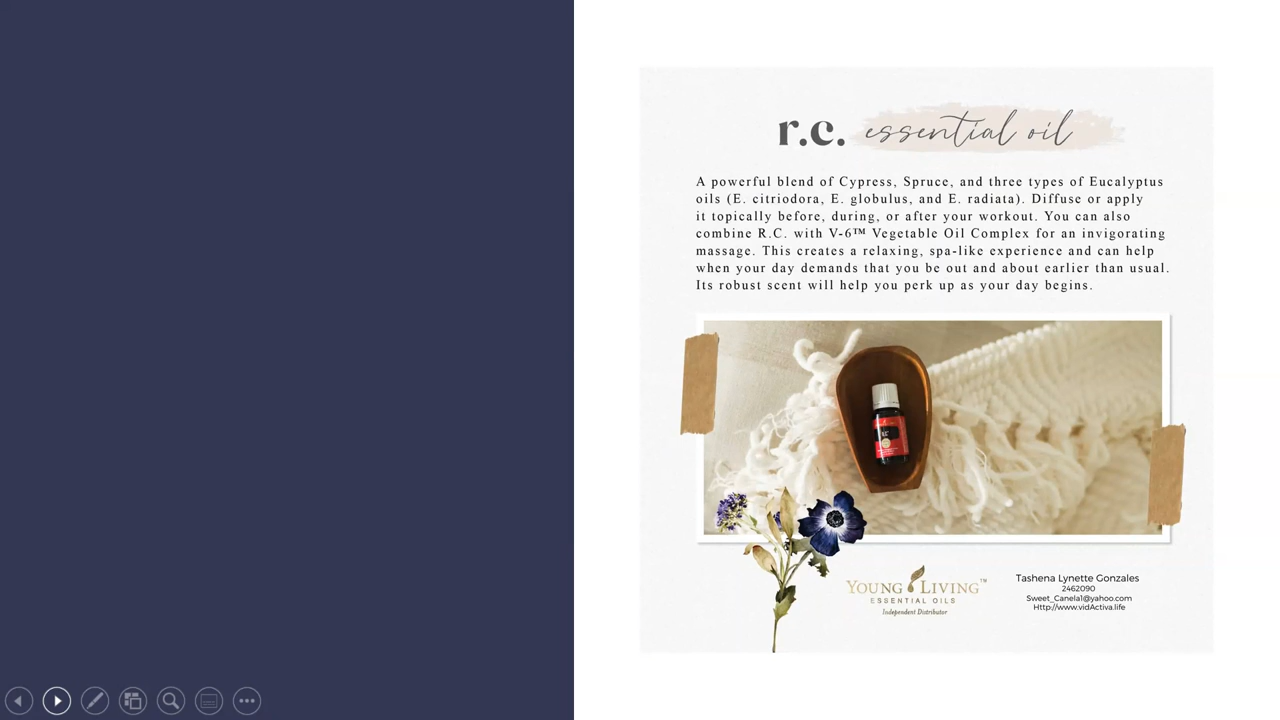 r.c. essential oil
A powerful blend of Cypress, Spruce, and three types of Eucalyptus
oils (E. citriodora, E. globulus, and E. radiata). Diffuse or apply
it topically before, during, or after your workout. You can also
combine R.C. with V-6™ Vegetable Oil Complex for an invigorating
massage. This creates a relaxing, spa-like experience and can help
when your day demands that you be out and about earlier than usual.
Its robust scent will help you perk up as your day begins.
YOUNG LIVING™
ESSENTIAL OILS
Independent Distributor
Tashena Lynette Gonzales
2462090
Sweet_Canela1@yahoo.com
Http://www.vidActiva.life